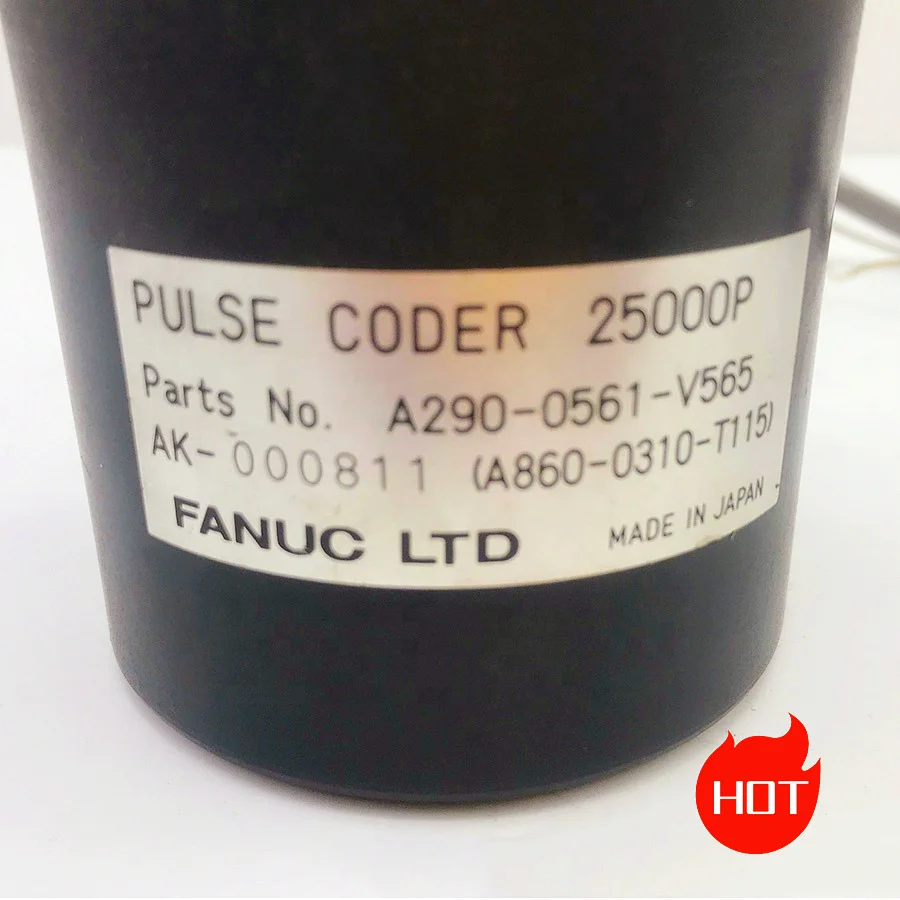 PULSE CODER 25000P
Parts No. A290-0561-V565
AK-000811 (A860-0310-T115)
FANUC LTD MADE IN JAPAN
HOT